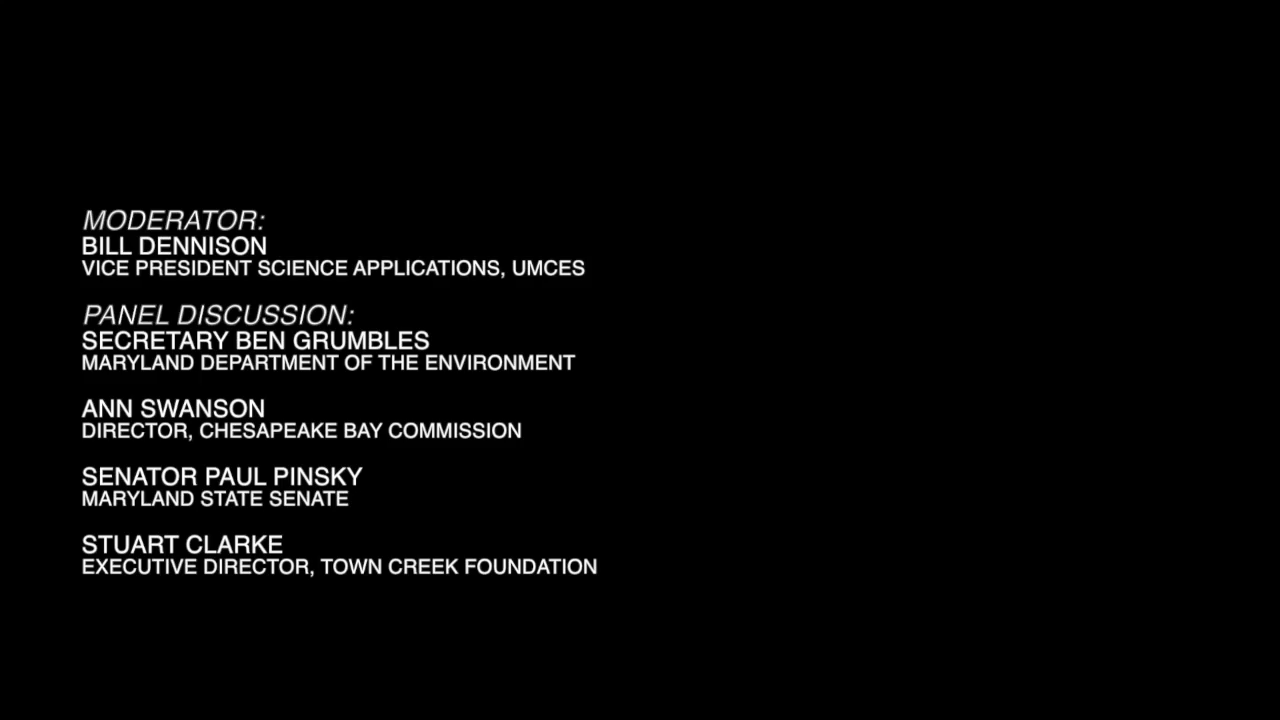 MODERATOR:
BILL DENNISON
VICE PRESIDENT SCIENCE APPLICATIONS, UMCES
PANEL DISCUSSION:
SECRETARY BEN GRUMBLES
MARYLAND DEPARTMENT OF THE ENVIRONMENT
ANN SWANSON
DIRECTOR, CHESAPEAKE BAY COMMISSION
SENATOR PAUL PINSKY
MARYLAND STATE SENATE
STUART CLARKE
EXECUTIVE DIRECTOR, TOWN CREEK FOUNDATION